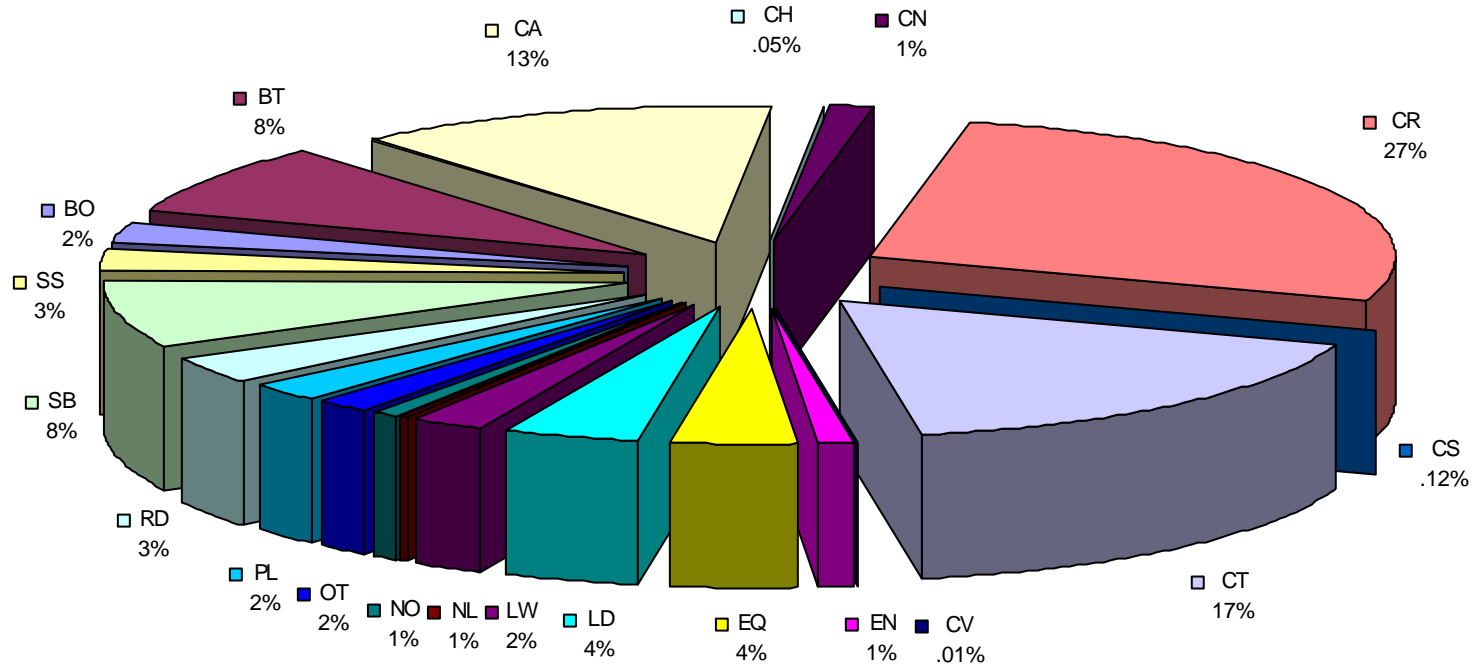 CA
13%
CH
.05%
CN
1%
CR
27%
BT
8%
BO
2%
SS
3%
SB
8%
CS
.12%
RD
3%
PL
2%
OT
2%
NO
1%
NL
1%
LW
2%
LD
4%
EQ
4%
EN
1%
CV
.01%
CT
17%